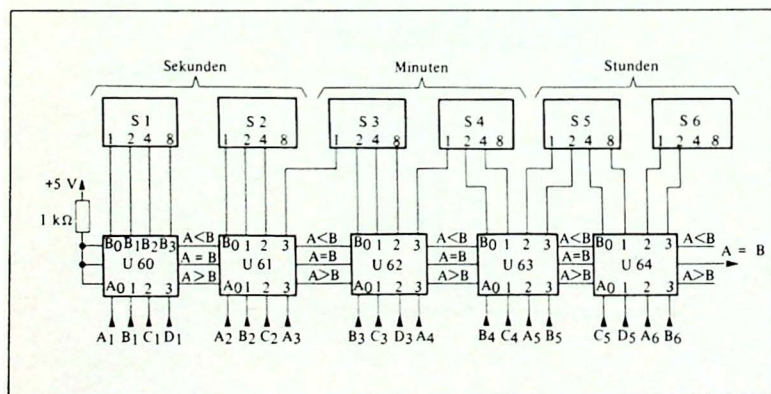 Sekunden Minuten Stunden
S 1 S 2 S 3 S 4 S 5 S 6
1 2 4 8 1 2 4 8 1 2 4 8 1 2 4 8 1 2 4 8 1 2 4 8
+5 V
1 kΩ
B0 B1 B2 B3 A<B B0 1 2 3 A<B B0 1 2 3 A<B B0 1 2 3 A<B B0 1 2 3 A<B
U 60 A=B U 61 A=B U 62 A=B U 63 A=B U 64 A = B
A0 1 2 3 A>B A0 1 2 3 A>B A0 1 2 3 A>B A0 1 2 3 A>B A0 1 2 3 A>B
A1 B1 C1 D1 A2 B2 C2 A3 B3 C3 D3 A4 B4 C4 A5 B5 C5 D5 A6 B6